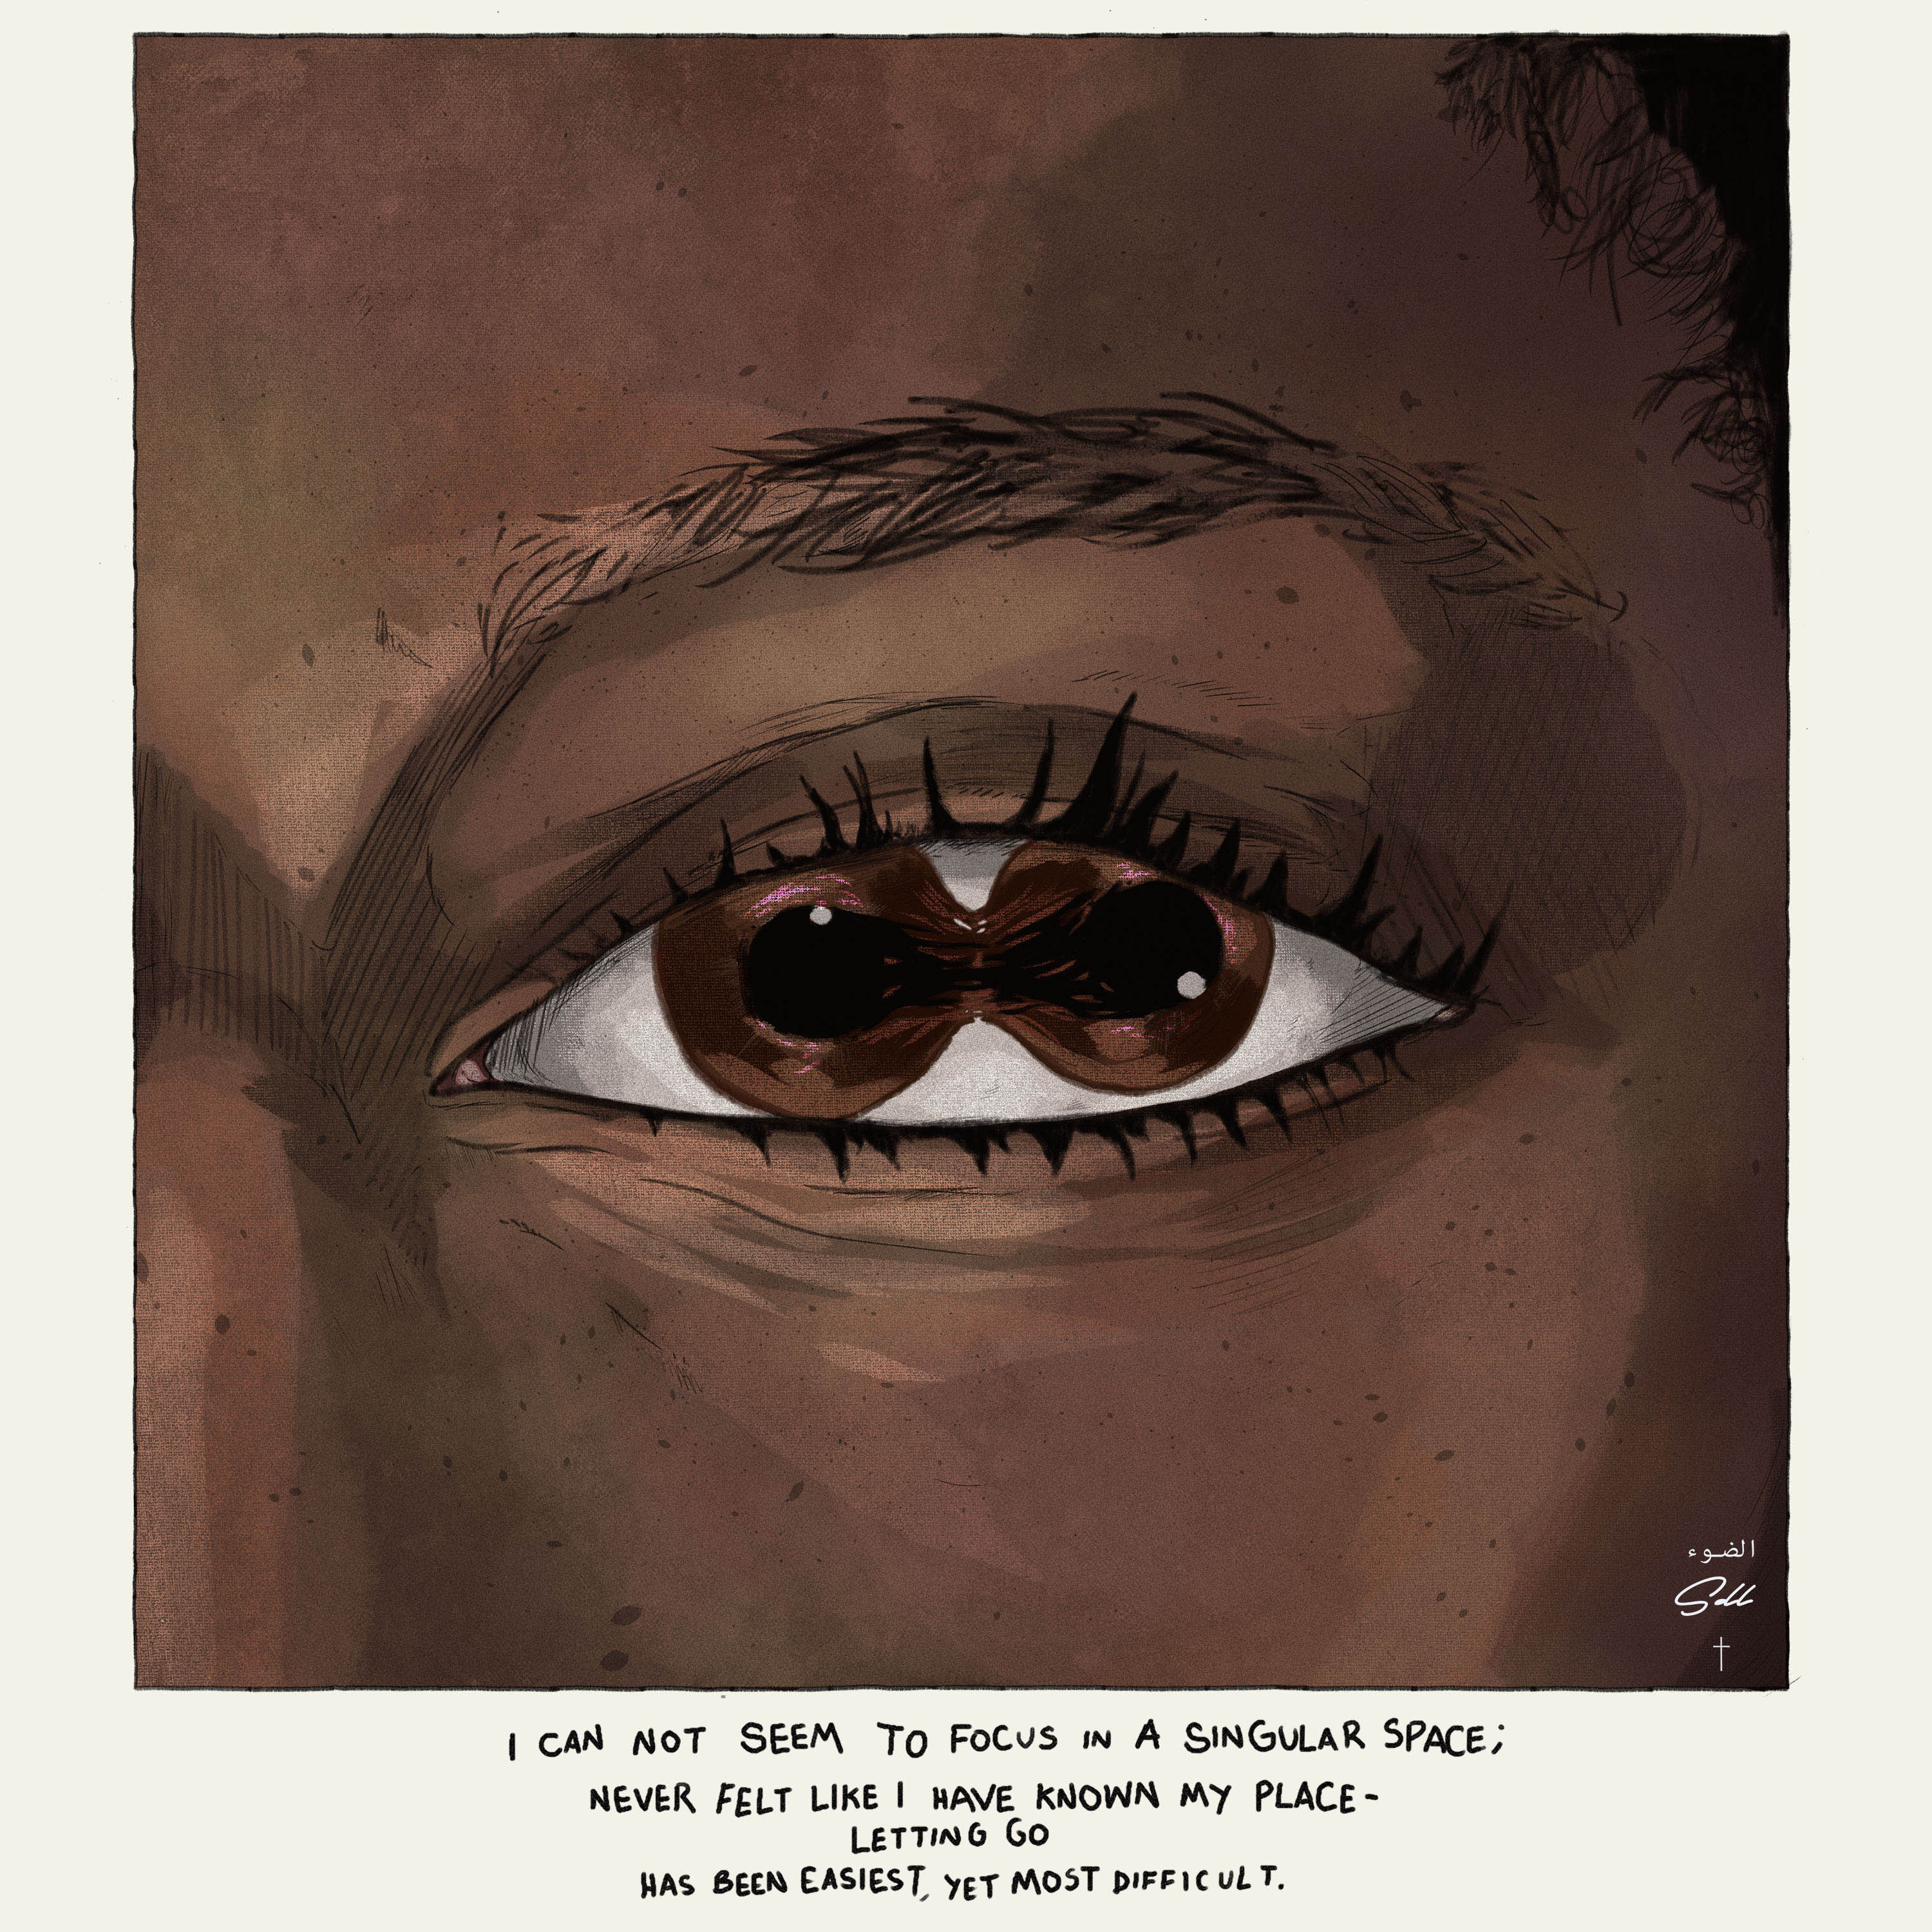 الضوء
I CAN NOT SEEM TO FOCUS IN A SINGULAR SPACE;
NEVER FELT LIKE I HAVE KNOWN MY PLACE-
LETTING GO
HAS BEEN EASIEST, YET MOST DIFFICULT.